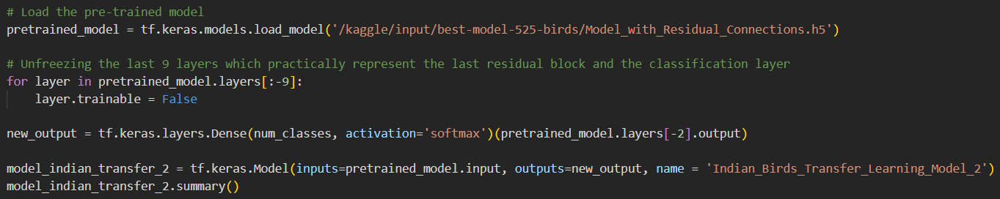 # Load the pre-trained model
pretrained_model = tf.keras.models.load_model('/kaggle/input/best-model-525-birds/Model_with_Residual_Connections.h5')
# Unfreezing the last 9 layers which practically represent the last residual block and the classification layer
for layer in pretrained_model.layers[:-9]:
    layer.trainable = False
new_output = tf.keras.layers.Dense(num_classes, activation='softmax')(pretrained_model.layers[-2].output)
model_indian_transfer_2 = tf.keras.Model(inputs=pretrained_model.input, outputs=new_output, name = 'Indian_Birds_Transfer_Learning_Model_2')
model_indian_transfer_2.summary()